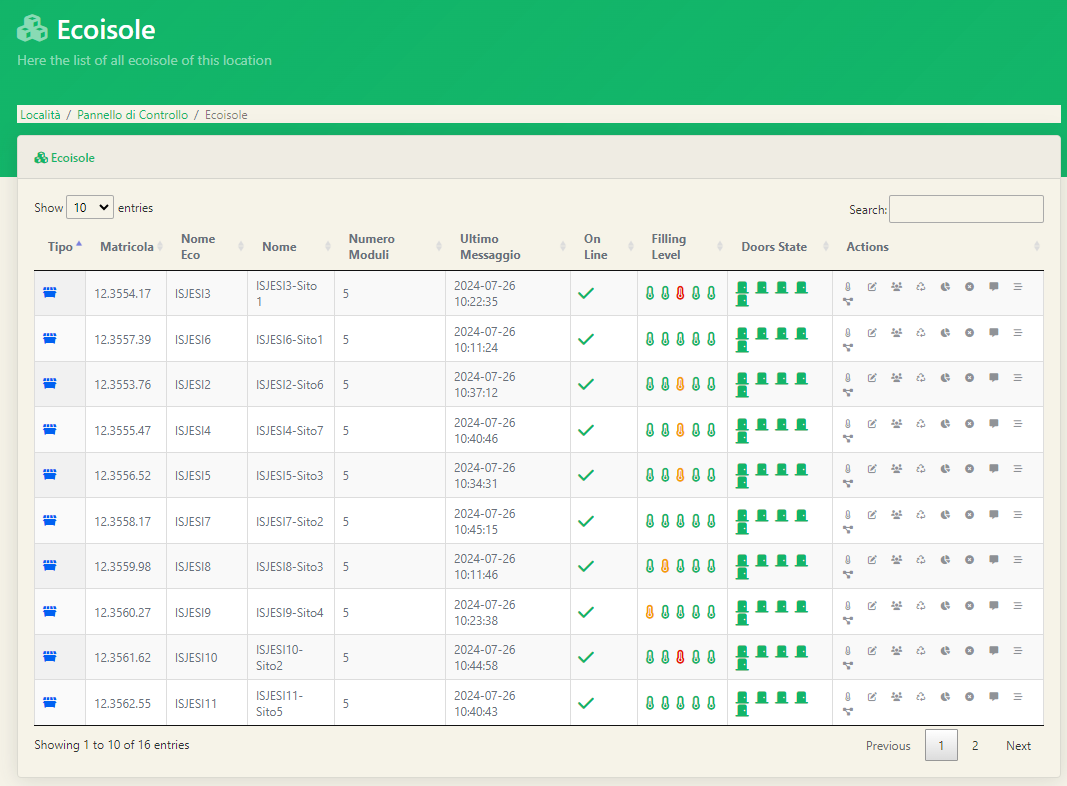 Ecoisole
Here the list of all ecoisole of this location
Località / Pannello di Controllo / Ecoisole
Ecoisole
Show 10 entries Search:
Tipo Matricola Nome Eco Nome Numero Moduli Ultimo Messaggio On Line Filling Level Doors State Actions
12.3554.17 ISJESI3 ISJESI3-Sito 1 5 2024-07-26 10:22:35
12.3557.39 ISJESI6 ISJESI6-Sito1 5 2024-07-26 10:11:24
12.3553.76 ISJESI2 ISJESI2-Sito6 5 2024-07-26 10:37:12
12.3555.47 ISJESI4 ISJESI4-Sito7 5 2024-07-26 10:40:46
12.3556.52 ISJESI5 ISJESI5-Sito3 5 2024-07-26 10:34:31
12.3558.17 ISJESI7 ISJESI7-Sito2 5 2024-07-26 10:45:15
12.3559.98 ISJESI8 ISJESI8-Sito3 5 2024-07-26 10:11:46
12.3560.27 ISJESI9 ISJESI9-Sito4 5 2024-07-26 10:23:38
12.3561.62 ISJESI10 ISJESI10-Sito2 5 2024-07-26 10:44:58
12.3562.55 ISJESI11 ISJESI11-Sito5 5 2024-07-26 10:40:43
Showing 1 to 10 of 16 entries Previous 1 2 Next